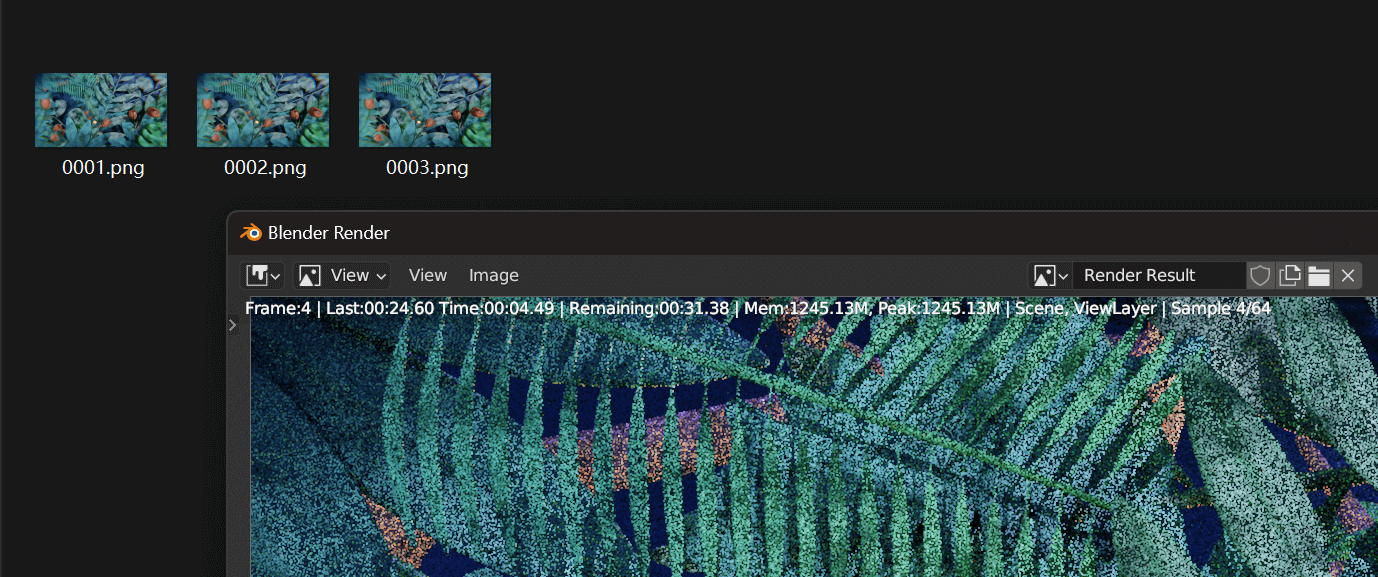 0001.png 0002.png 0003.png
Blender Render
View View Image Render Result
Frame:4 | Last:00:24.60 Time:00:04.49 | Remaining:00:31.38 | Mem:1245.13M, Peak:1245.13M | Scene, ViewLayer | Sample 4/64